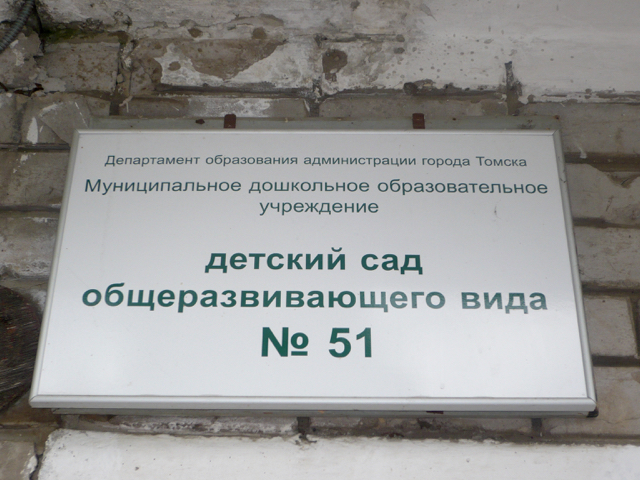 Департамент образования администрации города Томска
Муниципальное дошкольное образовательное
учреждение
детский сад
общеразвивающего вида
№ 51